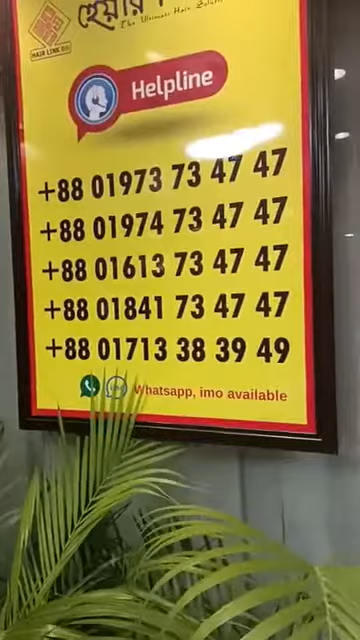 হেয়ার
The Ultimate Hair Solution
HAIR LINK BD
Helpline
+88 01973 73 47 47
+88 01974 73 47 47
+88 01613 73 47 47
+88 01841 73 47 47
+88 01713 38 39 49
Whatsapp, imo available